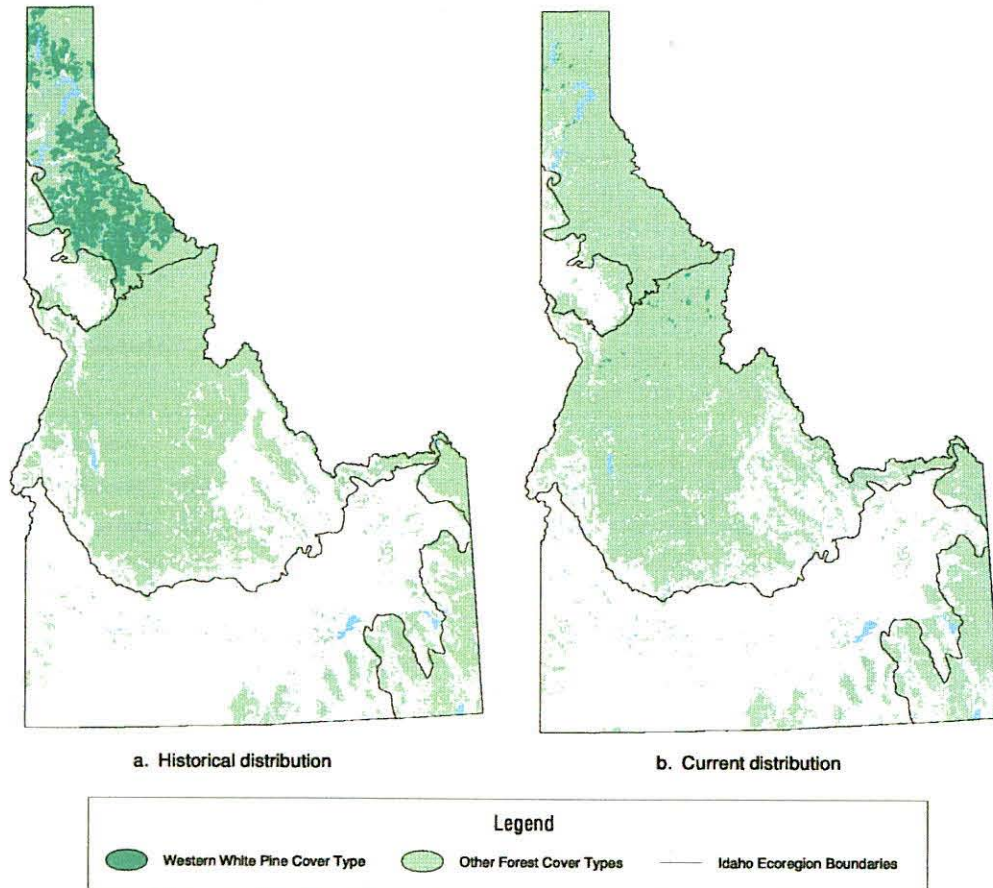 a. Historical distribution
b. Current distribution
Legend
Western White Pine Cover Type
Other Forest Cover Types
Idaho Ecoregion Boundaries